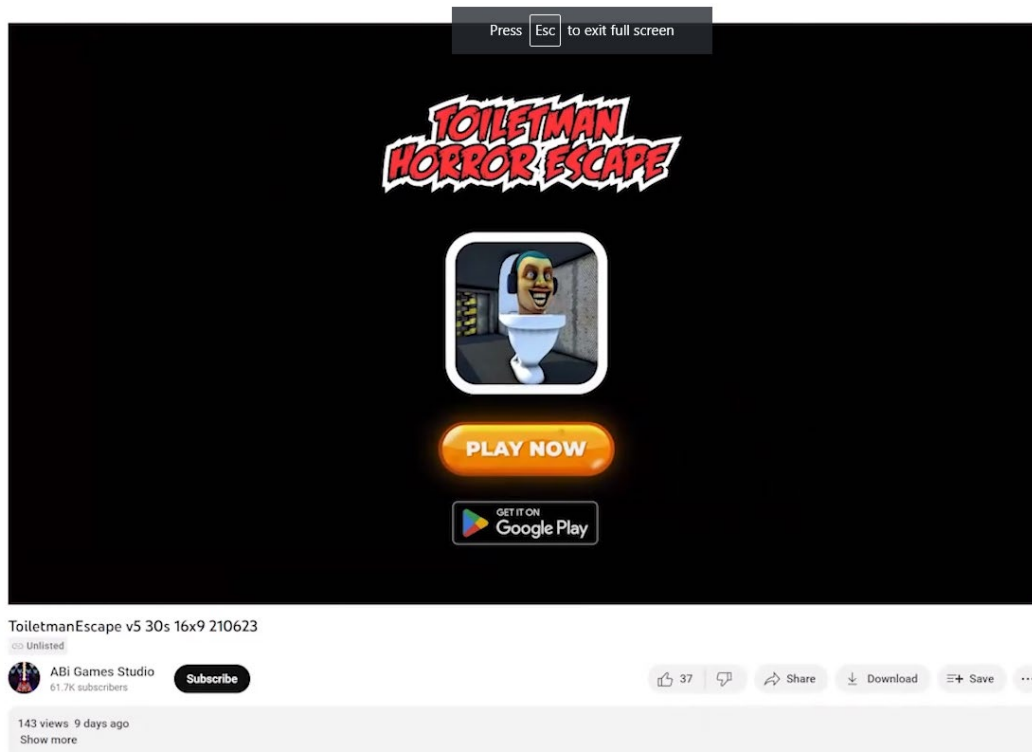 Press Esc to exit full screen
TOILETMAN
HORROR ESCAPE
PLAY NOW
GET IT ON
Google Play
ToiletmanEscape v5 30s 16x9 210623
Unlisted
ABi Games Studio
61.7K subscribers
Subscribe
37
Share
Download
Save
143 views 9 days ago
Show more